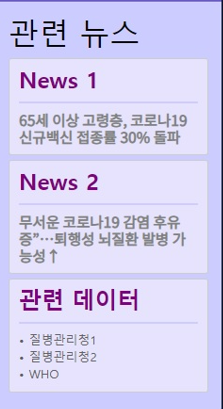 관련 뉴스
News 1
65세 이상 고령층, 코로나19
신규백신 접종률 30% 돌파
News 2
무서운 코로나19 감염 후유
증”…퇴행성 뇌질환 발병 가
능성↑
관련 데이터
• 질병관리청1
• 질병관리청2
• WHO